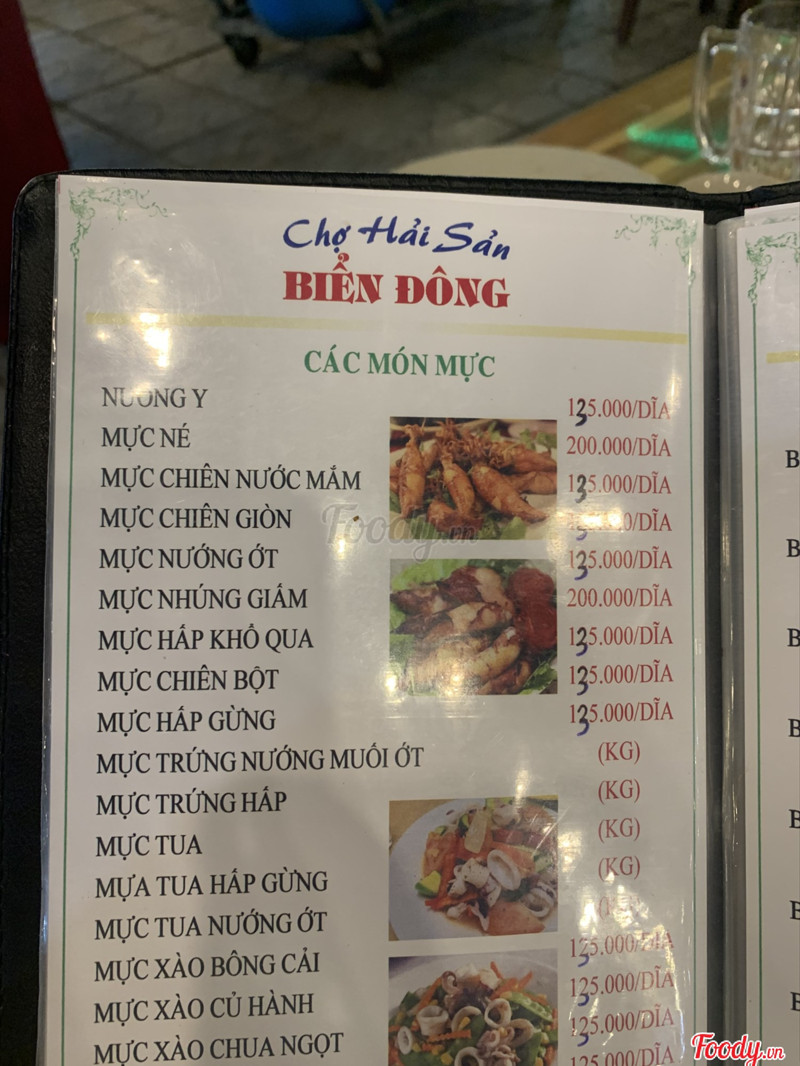 Chợ Hải Sản
BIỂN ĐÔNG
CÁC MÓN MỰC
NƯỚNG Y 135.000/DĨA
MỰC NÉ 200.000/DĨA
MỰC CHIÊN NƯỚC MẮM 135.000/DĨA
MỰC CHIÊN GIÒN /DĨA
MỰC NƯỚNG ỚT 135.000/DĨA
MỰC NHÚNG GIẤM 200.000/DĨA
MỰC HẤP KHỔ QUA 135.000/DĨA
MỰC CHIÊN BỘT 135.000/DĨA
MỰC HẤP GỪNG 135.000/DĨA
MỰC TRỨNG NƯỚNG MUỐI ỚT (KG)
MỰC TRỨNG HẤP (KG)
MỰC TUA (KG)
MỰA TUA HẤP GỪNG (KG)
MỰC TUA NƯỚNG ỚT (KG)
MỰC XÀO BÔNG CẢI 135.000/DĨA
MỰC XÀO CỦ HÀNH 135.000/DĨA
MỰC XÀO CHUA NGỌT 135.000/DĨA
Foody.vn
Foody.vn